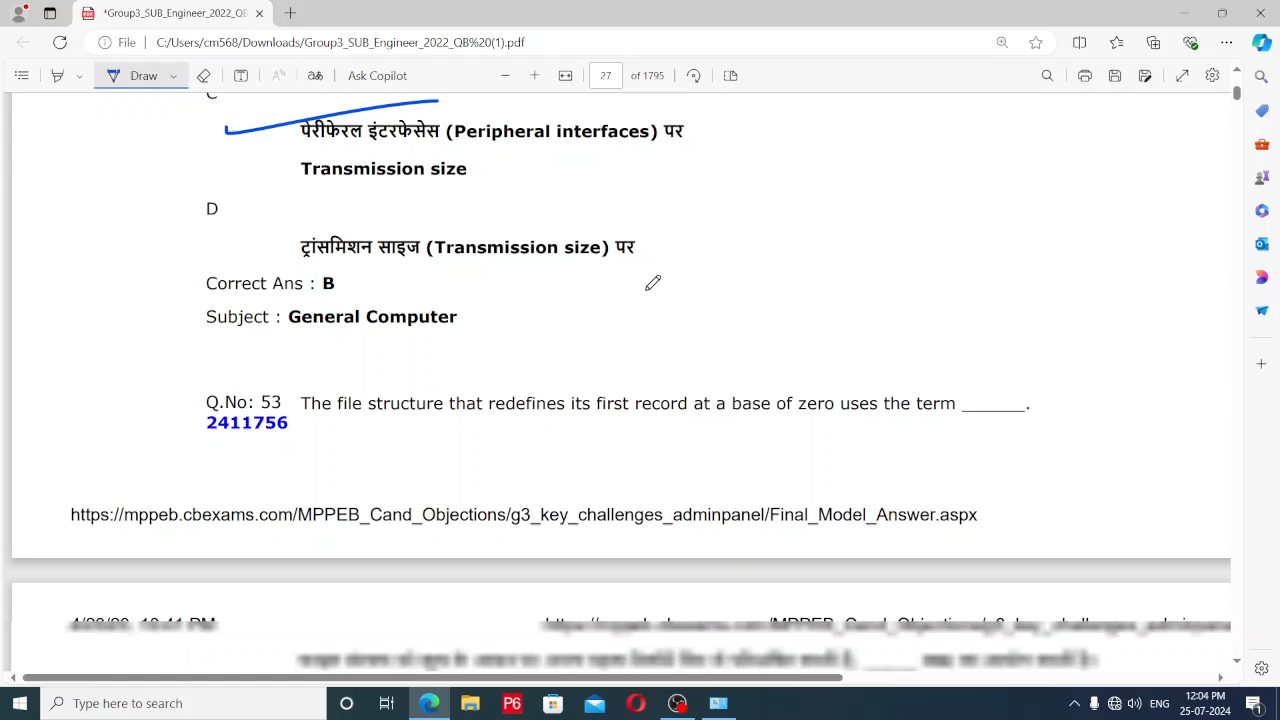 *Group3_SUB_Engineer_2022_QB
File
C:/Users/cm568/Downloads/Group3_SUB_Engineer_2022_QB%20(1).pdf
Draw
Ask Copilot
27 of 1795
C
पेरीफेरल इंटरफेसेस (Peripheral interfaces) पर
Transmission size
D
ट्रांसमिशन साइज (Transmission size) पर
Correct Ans : B
Subject : General Computer
Q.No: 53 The file structure that redefines its first record at a base of zero uses the term _______.
2411756
https://mppeb.cbexams.com/MPPEB_Cand_Objections/g3_key_challenges_adminpanel/Final_Model_Answer.aspx
Type here to search
ENG
12:04 PM
25-07-2024